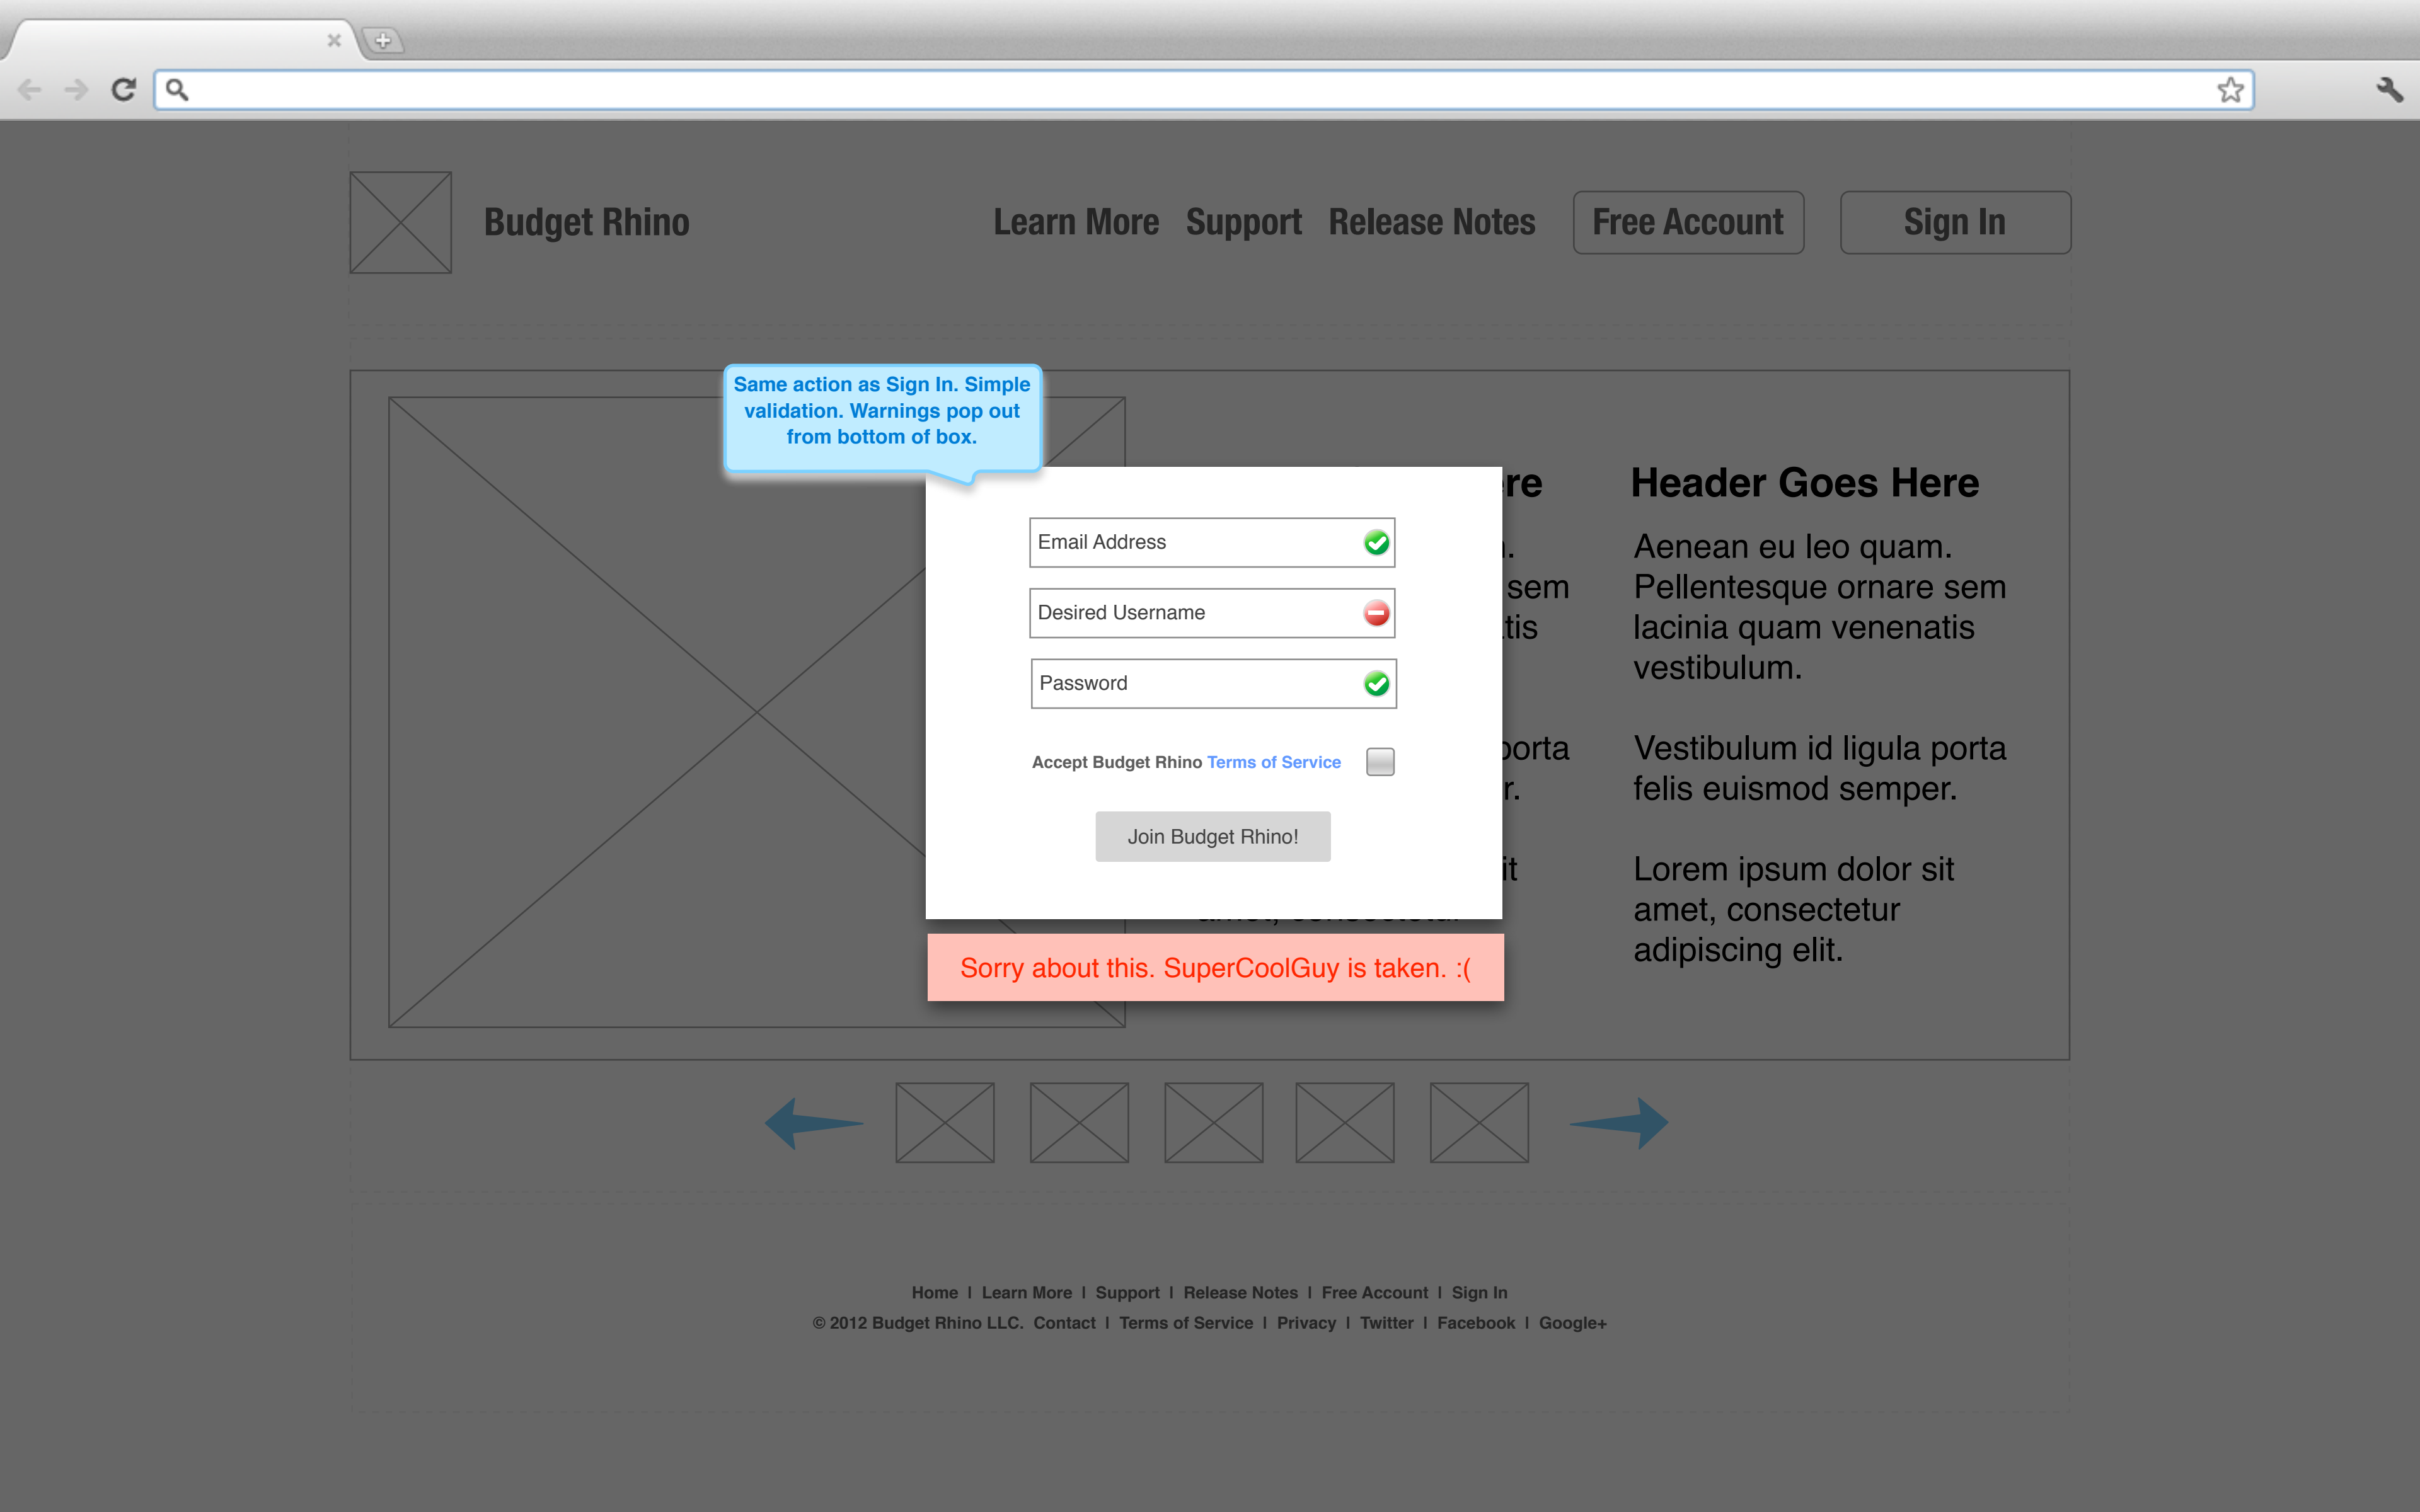 Budget Rhino
Learn More Support Release Notes Free Account Sign In
Same action as Sign In. Simple
validation. Warnings pop out
from bottom of box.
Email Address
Desired Username
Password
Accept Budget Rhino Terms of Service
Join Budget Rhino!
Sorry about this. SuperCoolGuy is taken. :(
re
sem
tis
porta
r.
it
Header Goes Here
Aenean eu leo quam.
Pellentesque ornare sem
lacinia quam venenatis
vestibulum.
Vestibulum id ligula porta
felis euismod semper.
Lorem ipsum dolor sit
amet, consectetur
adipiscing elit.
Home | Learn More | Support | Release Notes | Free Account | Sign In
© 2012 Budget Rhino LLC. Contact | Terms of Service | Privacy | Twitter | Facebook | Google+